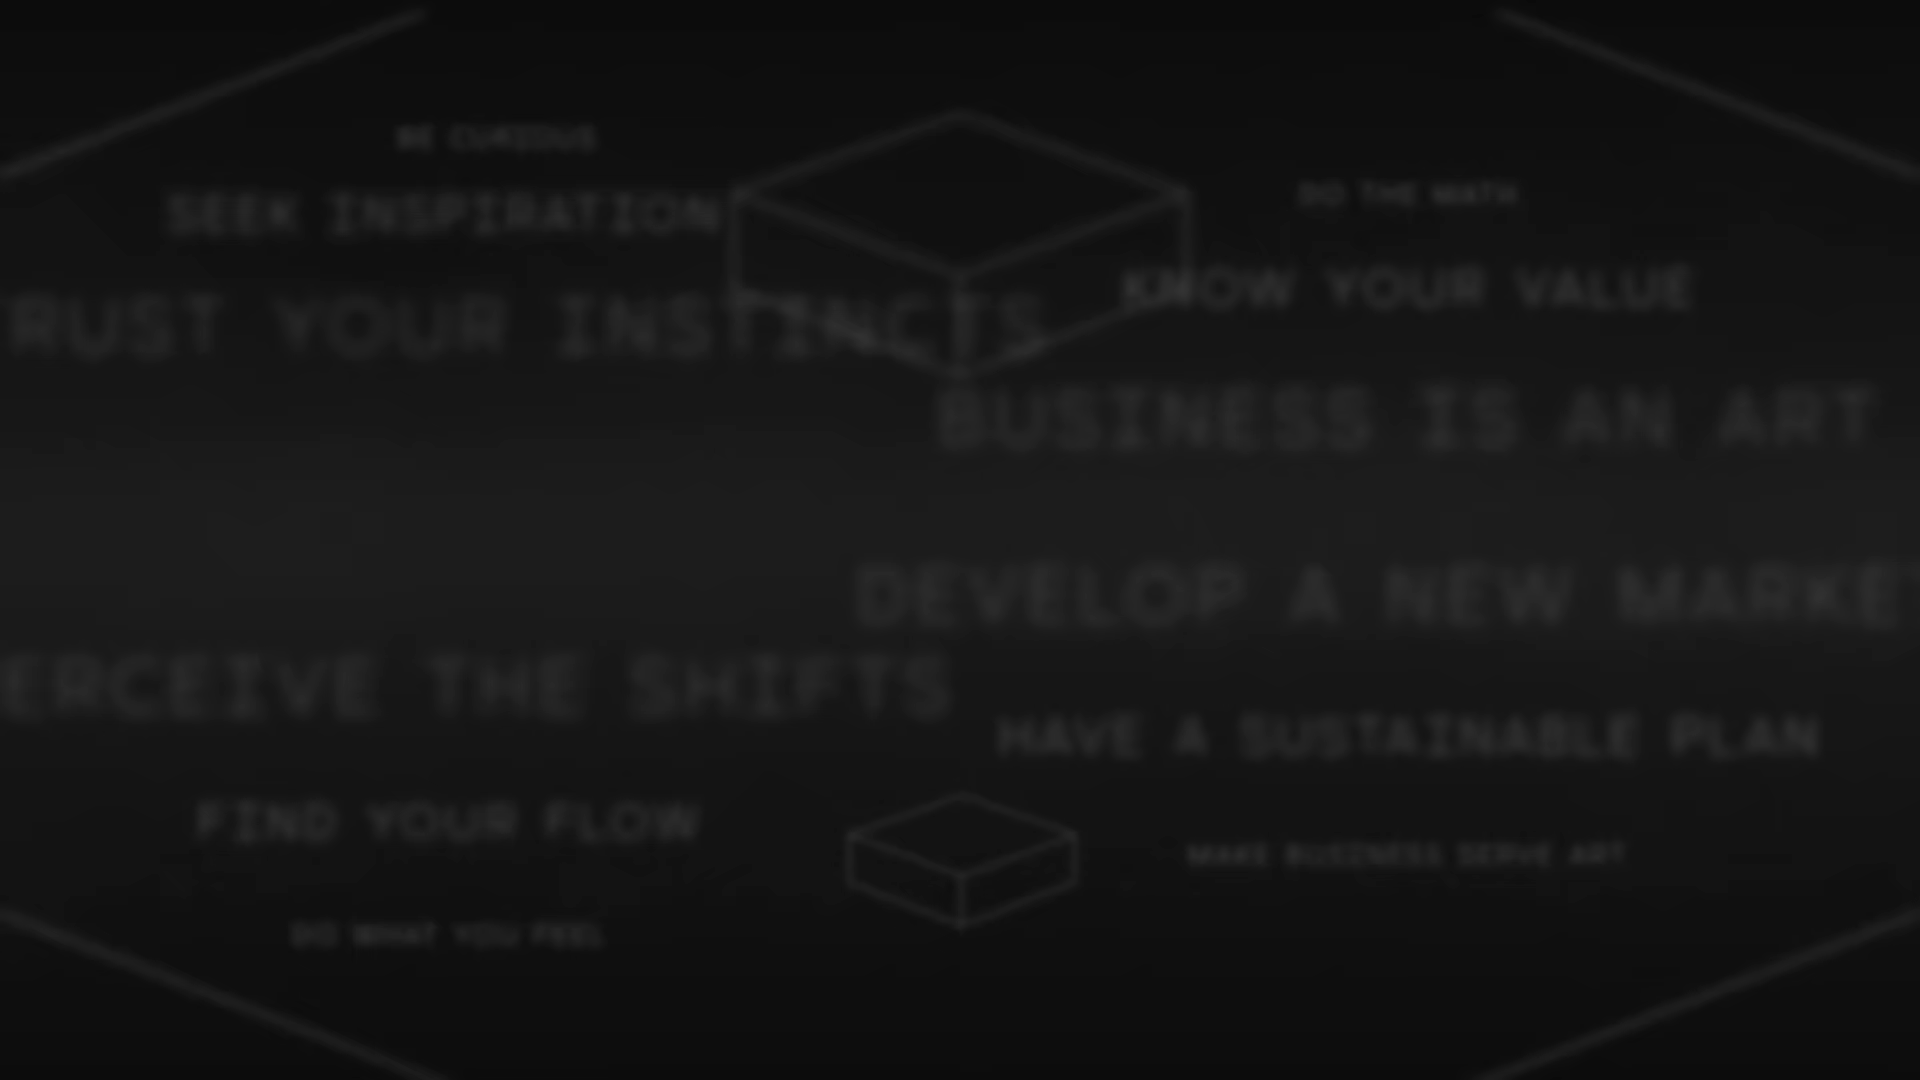 BE CURIOUS
SEEK INSPIRATION
DO THE MATH
KNOW YOUR VALUE
RUST YOUR INSTINCTS
BUSINESS IS AN ART
DEVELOP A NEW MARKET
ERCEIVE THE SHIFTS
HAVE A SUSTAINABLE PLAN
FIND YOUR FLOW
MAKE BUSINESS SERVE ART
DO WHAT YOU FEEL